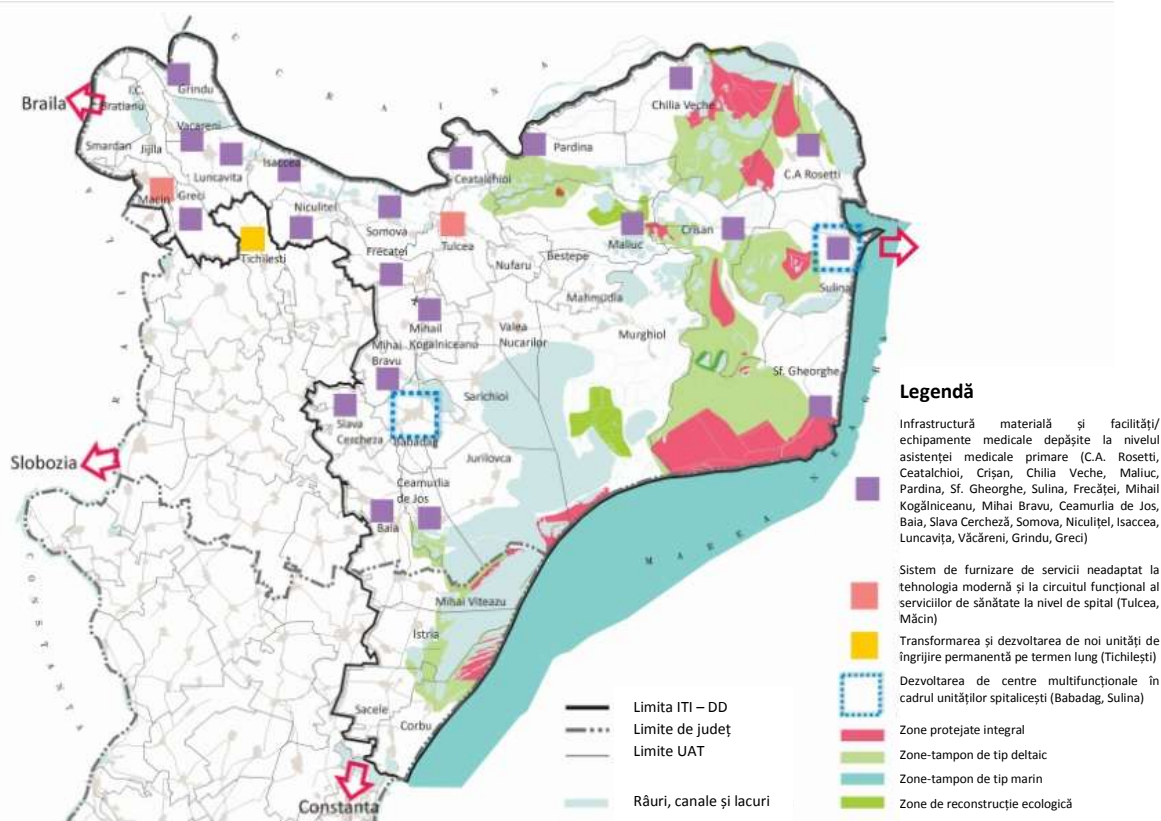 U C R A I N A
Braila
I.C.
Bratianu
Grindu
Vacareni
Smardan
Jijila
Luncavita
Isaccea
Macin
Greci
Niculitel
Tichilesti
Somova
Frecatei
Tulcea
Ceatalchioi
Pardina
Chilia Veche
C.A Rosetti
Maliuc
Crisan
Sulina
Nufaru
Bestepe
Mahmudia
Mihail
Kogalniceanu
Valea
Nucarilor
Murghiol
Mihai
Bravu
Sf. Gheorghe
Sarichioi
Slava
Cercheza
Babadag
Jurilovca
Slobozia
Ceamurlia
de Jos
Baia
M A R E A N E A G R A
Mihai Viteazu
Istria
Sacele
Corbu
Constanta
C O N S T A N T A
Limita ITI – DD
Limite de județ
Limite UAT
Râuri, canale și lacuri
Legendă
Infrastructură materială și facilități/
echipamente medicale depășite la nivelul
asistenței medicale primare (C.A. Rosetti,
Ceatalchioi, Crișan, Chilia Veche, Maliuc,
Pardina, Sf. Gheorghe, Sulina, Frecăței, Mihail
Kogălniceanu, Mihai Bravu, Ceamurlia de Jos,
Baia, Slava Cercheză, Somova, Niculițel, Isaccea,
Luncavița, Văcăreni, Grindu, Greci)
Sistem de furnizare de servicii neadaptat la
tehnologia modernă și la circuitul funcțional al
serviciilor de sănătate la nivel de spital (Tulcea,
Măcin)
Transformarea și dezvoltarea de noi unități de
îngrijire permanentă pe termen lung (Tichilești)
Dezvoltarea de centre multifuncționale în
cadrul unităților spitalicești (Babadag, Sulina)
Zone protejate integral
Zone-tampon de tip deltaic
Zone-tampon de tip marin
Zone de reconstrucție ecologică